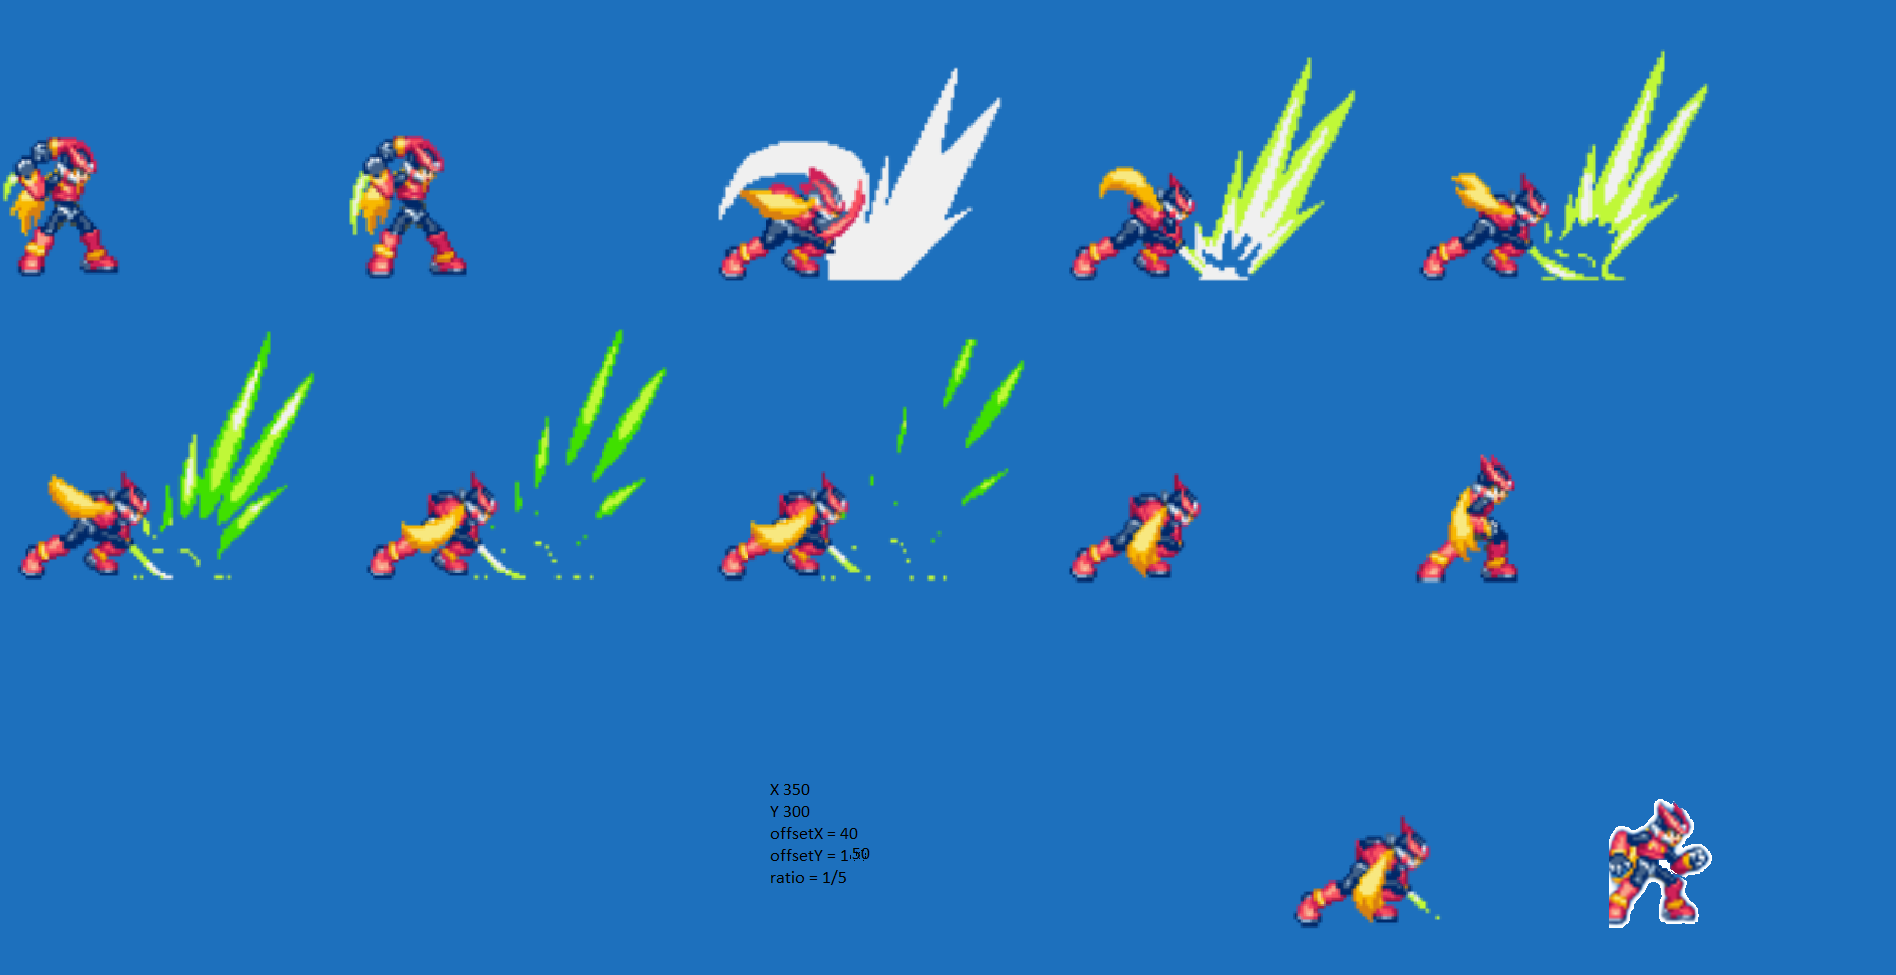 X 350
Y 300
offsetX = 40
offsetY = 150
ratio = 1/5